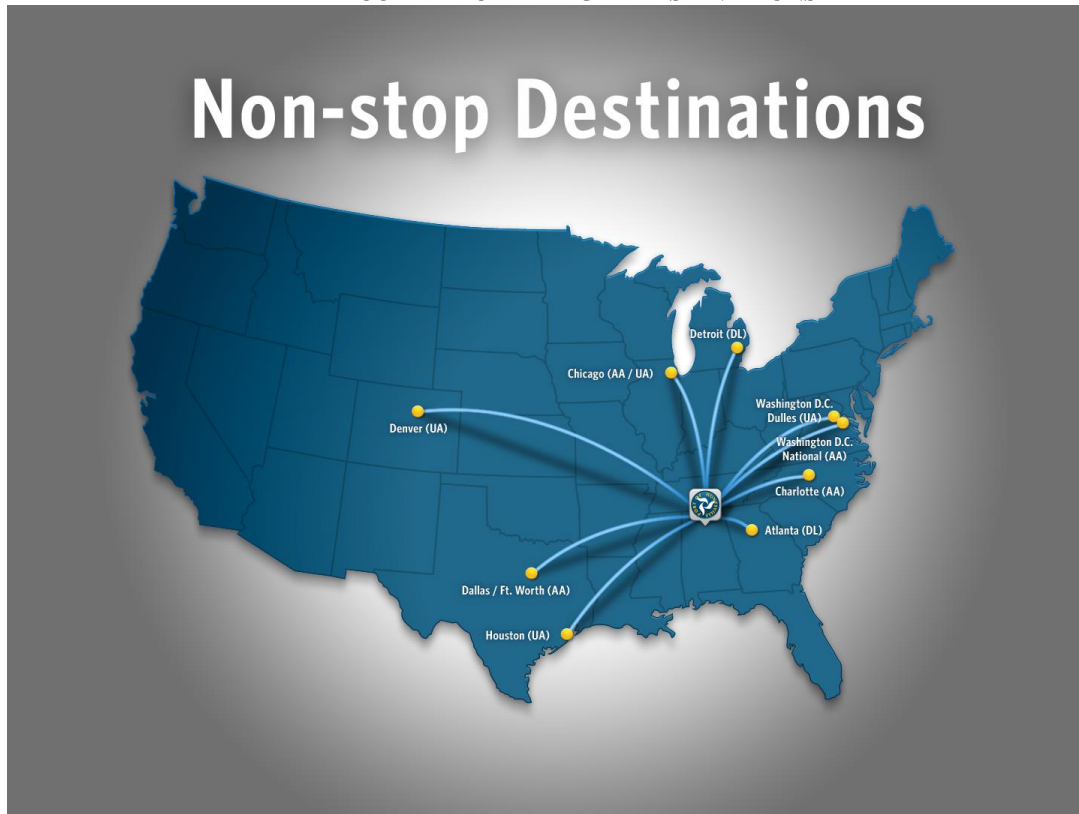 Non-stop Destinations
Detroit (DL)
Chicago (AA / UA)
Washington D.C.
Dulles (UA)
Denver (UA)
Washington D.C.
National (AA)
Charlotte (AA)
Atlanta (DL)
Dallas / Ft. Worth (AA)
Houston (UA)